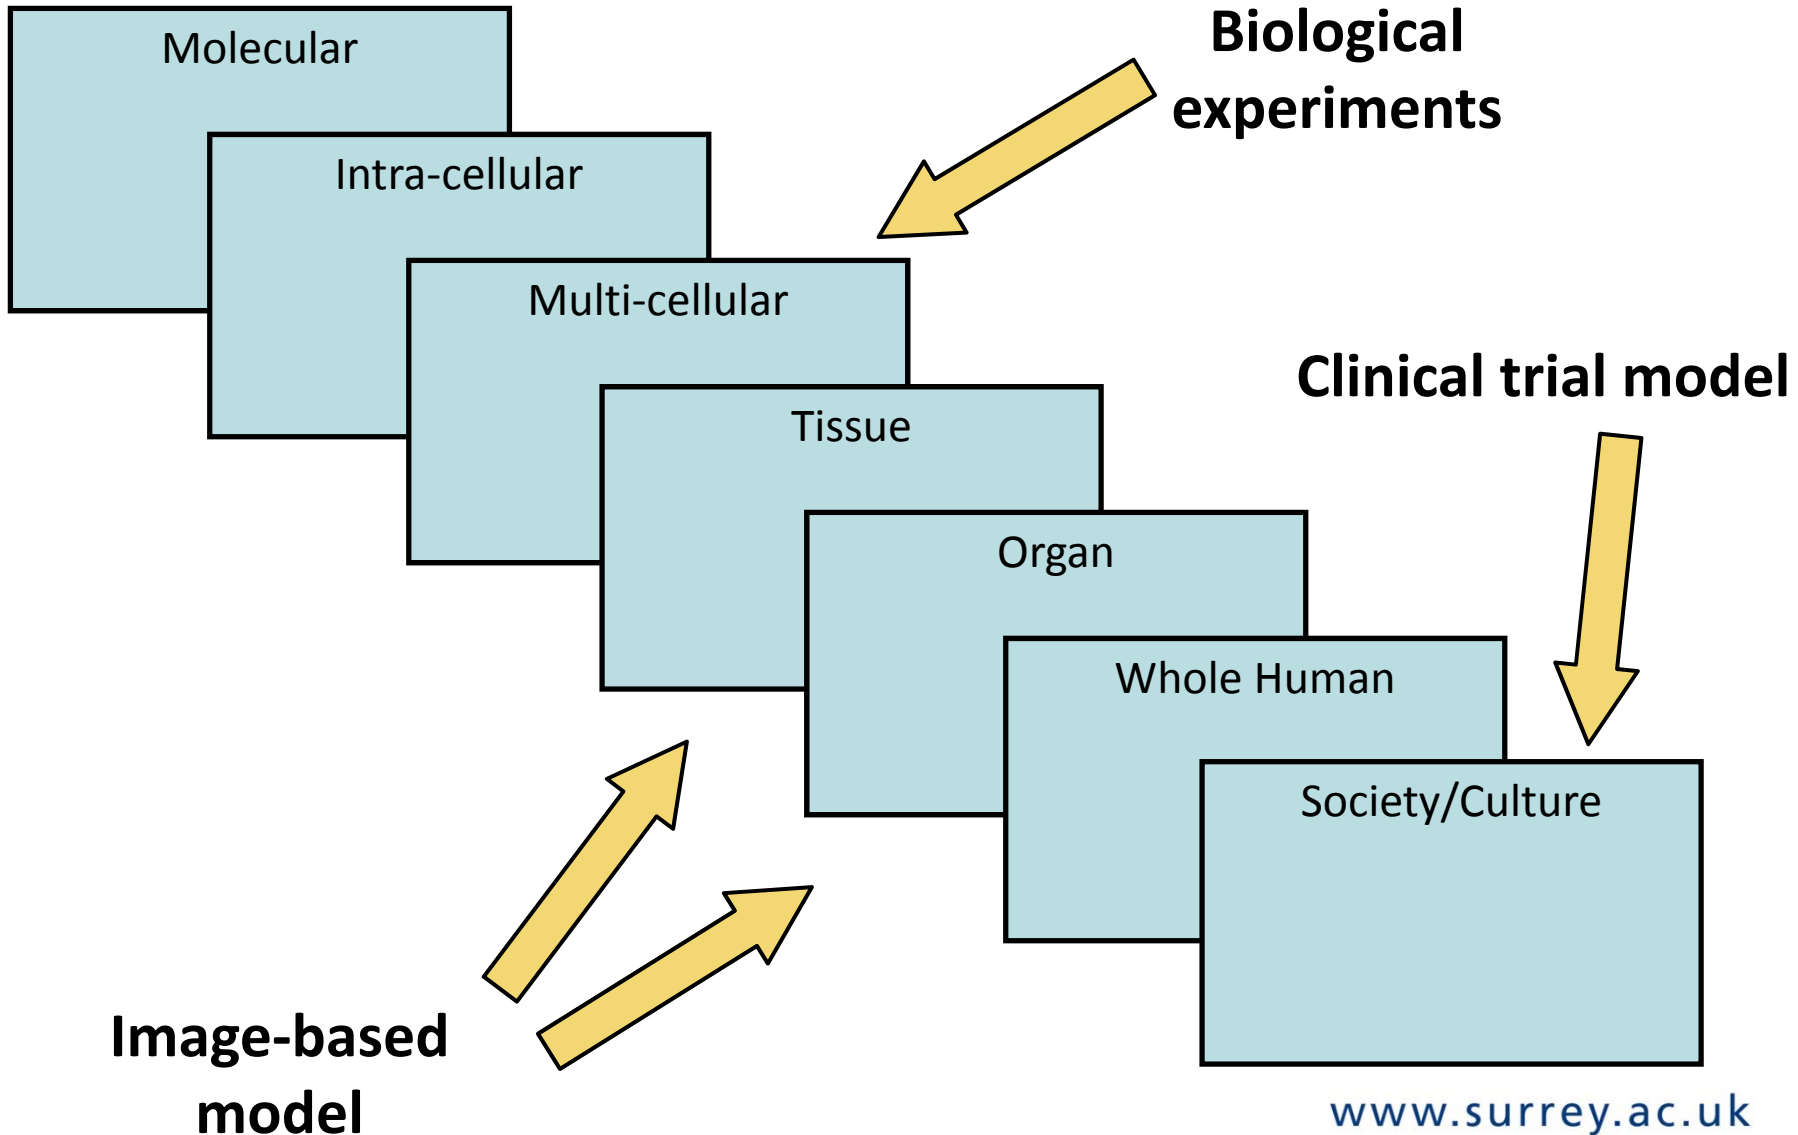 Molecular
Biological
experiments
Intra-cellular
Multi-cellular
Clinical trial model
Tissue
Organ
Whole Human
Society/Culture
Image-based
model
www.surrey.ac.uk